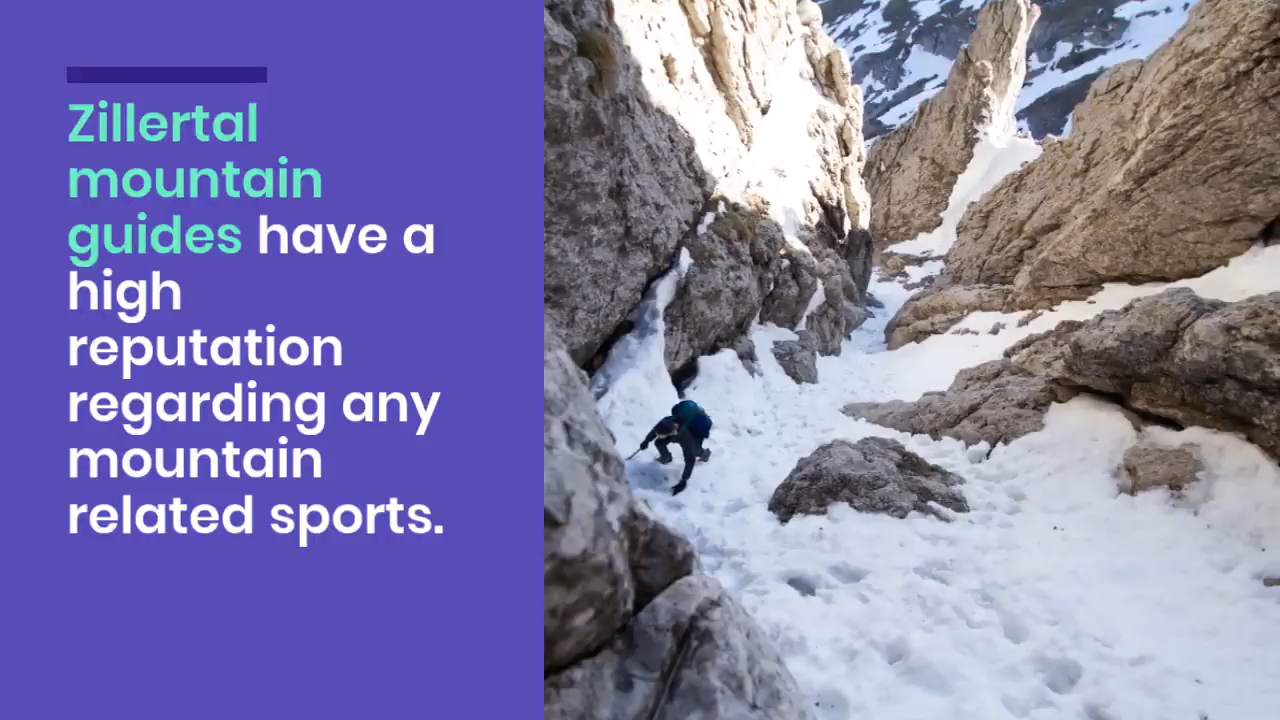 Zillertal
mountain
guides have a
high
reputation
regarding any
mountain
related sports.